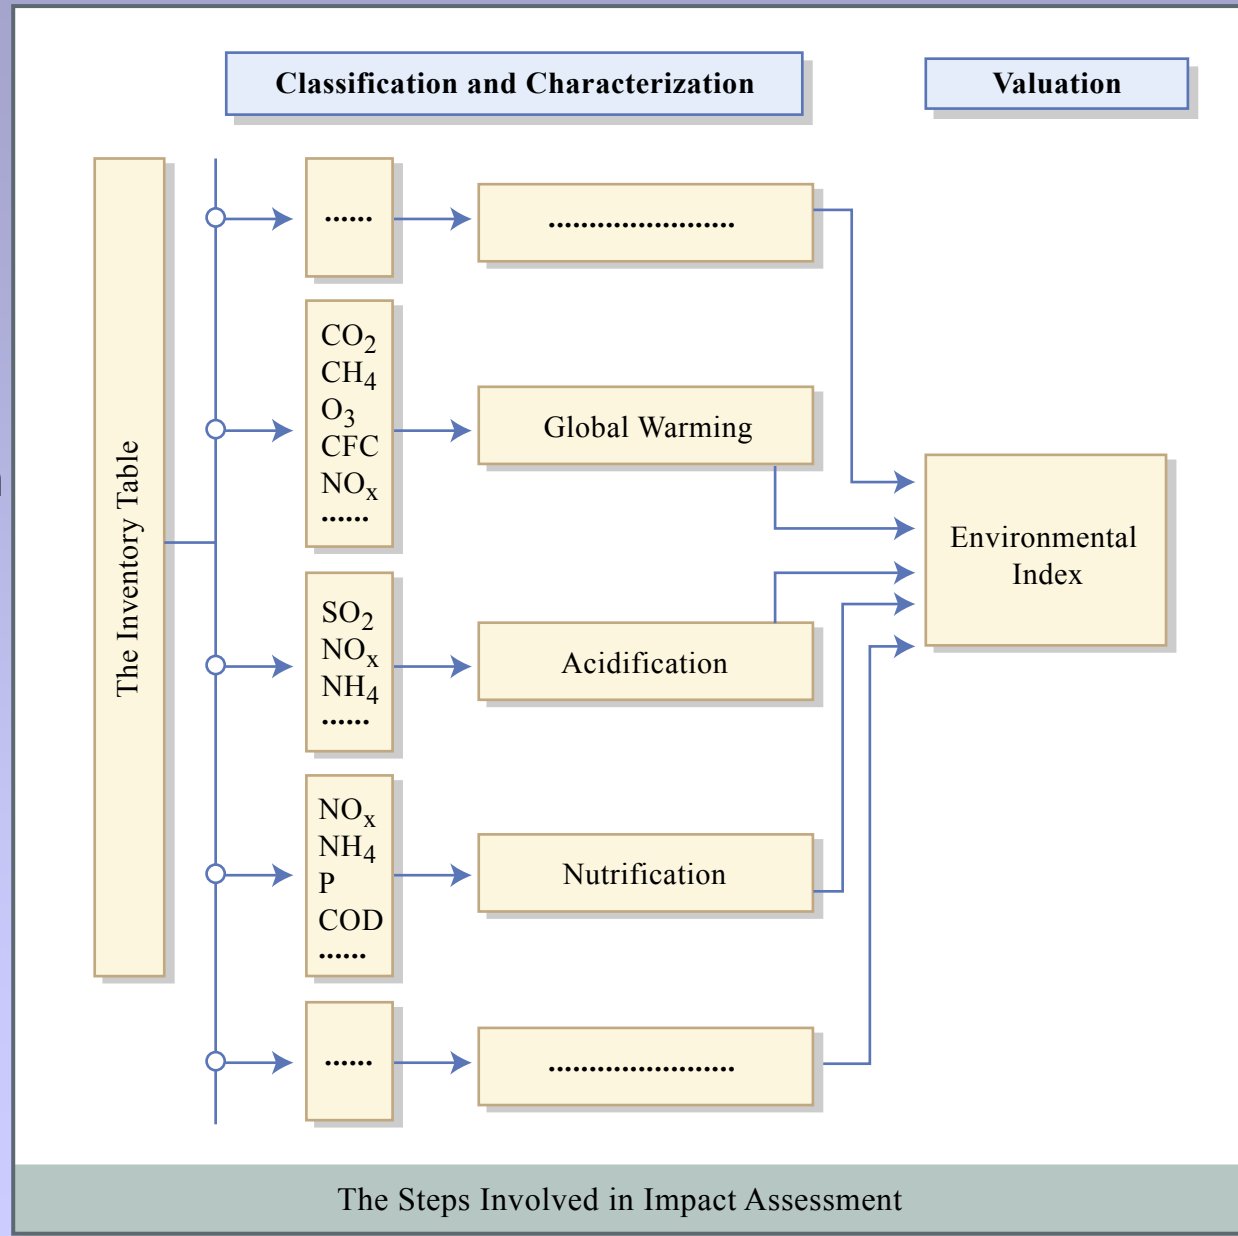 Classification and Characterization
Valuation
The Inventory Table
......
.......................
CO₂
CH₄
O₃
CFC
NOₓ
......
Global Warming
SO₂
NOₓ
NH₄
......
Acidification
NOₓ
NH₄
P
COD
......
Nutrification
......
.......................
Environmental
Index
The Steps Involved in Impact Assessment